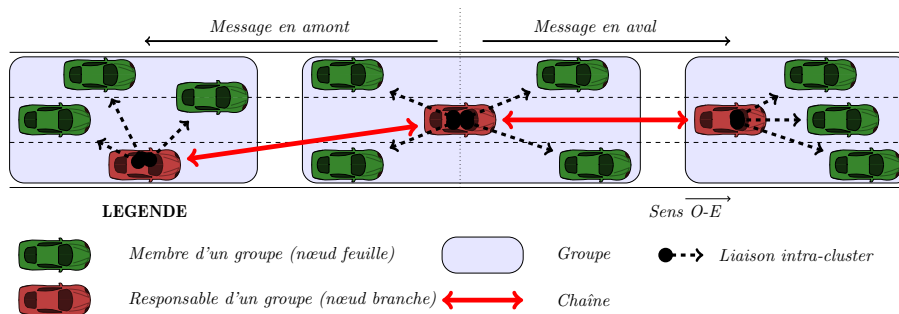 Message en amont
Message en aval
LEGENDE
Sens O-E
Membre d'un groupe (nœud feuille)
Groupe
Liaison intra-cluster
Responsable d'un groupe (nœud branche)
Chaîne